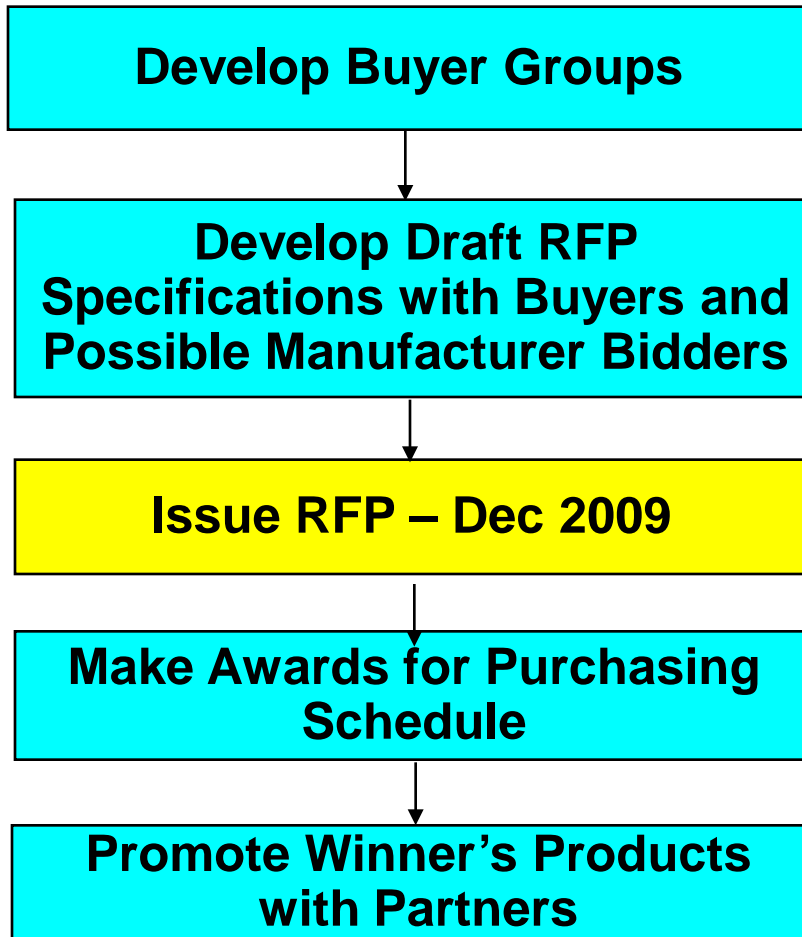 Develop Buyer Groups
Develop Draft RFP
Specifications with Buyers and
Possible Manufacturer Bidders
Issue RFP – Dec 2009
Make Awards for Purchasing
Schedule
Promote Winner’s Products
with Partners